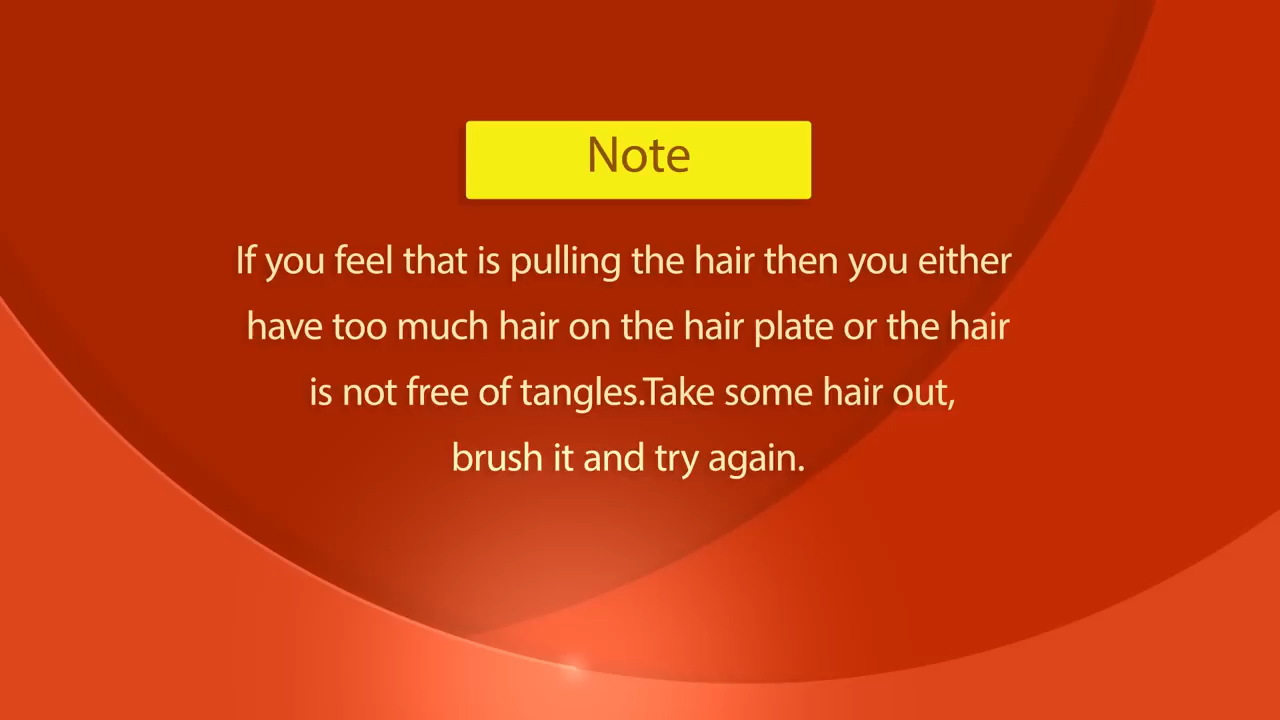 Note
If you feel that is pulling the hair then you either
have too much hair on the hair plate or the hair
is not free of tangles.Take some hair out,
brush it and try again.